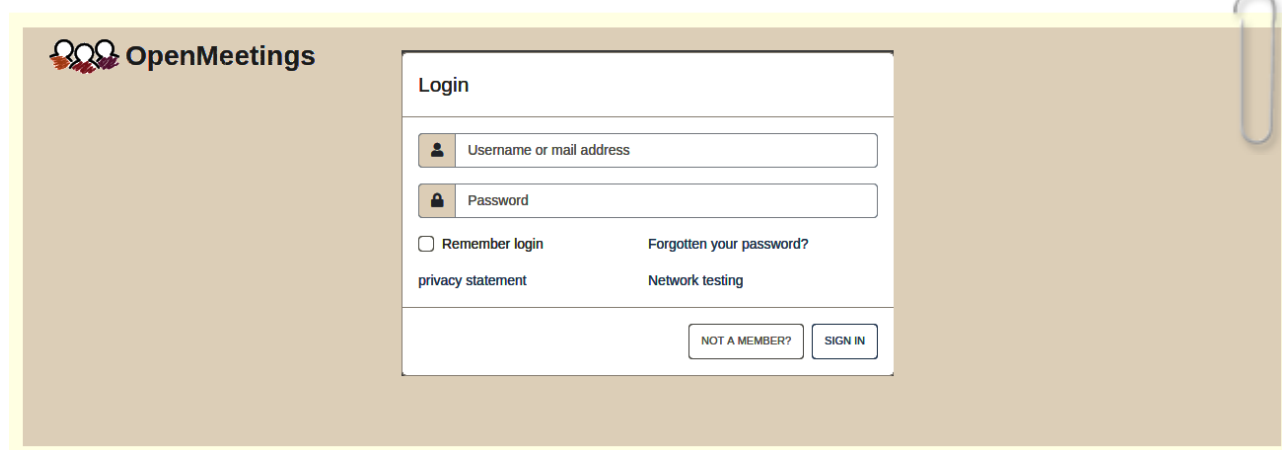 OpenMeetings
Login
Username or mail address
Password
Remember login
Forgotten your password?
privacy statement
Network testing
NOT A MEMBER?
SIGN IN